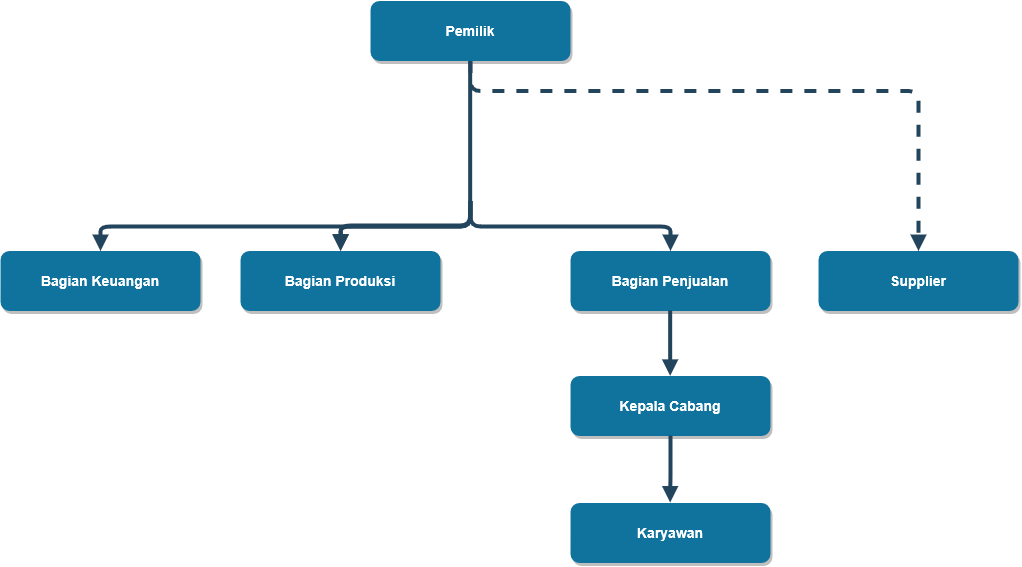 Pemilik
Bagian Keuangan
Bagian Produksi
Bagian Penjualan
Supplier
Kepala Cabang
Karyawan